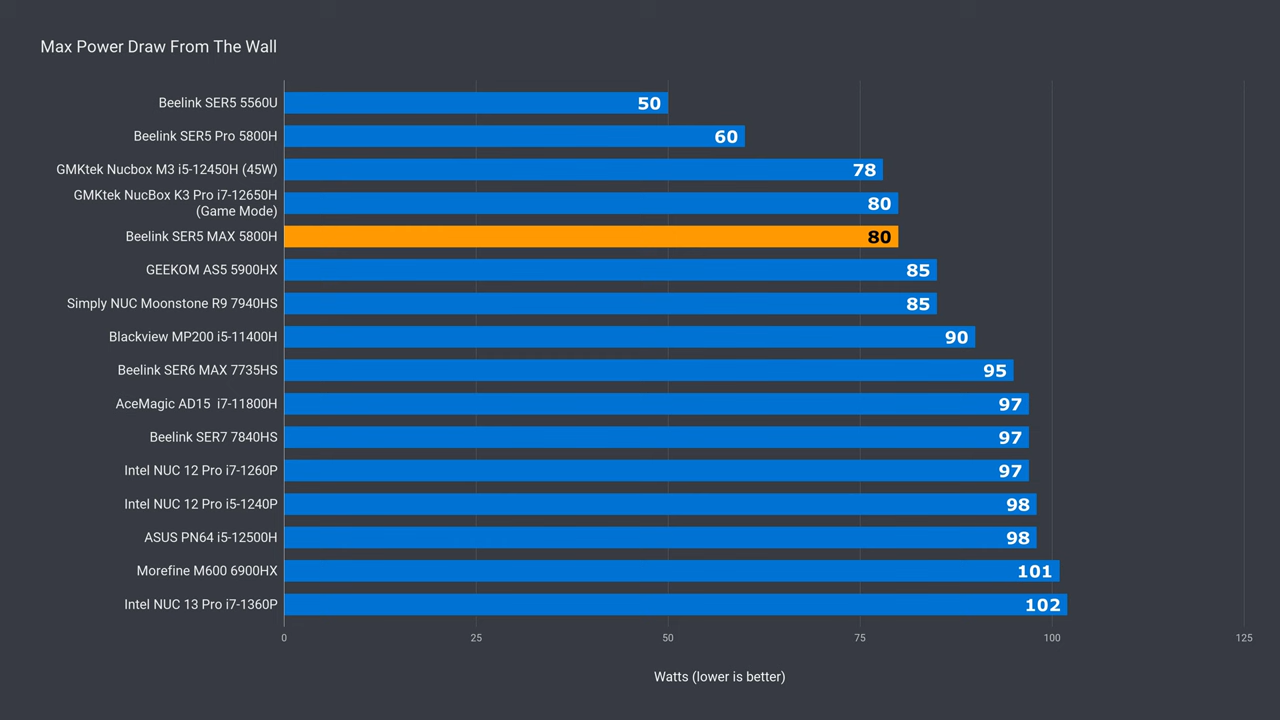 Max Power Draw From The Wall
Beelink SER5 5560U 50
Beelink SER5 Pro 5800H 60
GMKtek Nucbox M3 i5-12450H (45W) 78
GMKtek NucBox K3 Pro i7-12650H
(Game Mode) 80
Beelink SER5 MAX 5800H 80
GEEKOM AS5 5900HX 85
Simply NUC Moonstone R9 7940HS 85
Blackview MP200 i5-11400H 90
Beelink SER6 MAX 7735HS 95
AceMagic AD15 i7-11800H 97
Beelink SER7 7840HS 97
Intel NUC 12 Pro i7-1260P 97
Intel NUC 12 Pro i5-1240P 98
ASUS PN64 i5-12500H 98
Morefine M600 6900HX 101
Intel NUC 13 Pro i7-1360P 102
0 25 50 75 100 125
Watts (lower is better)